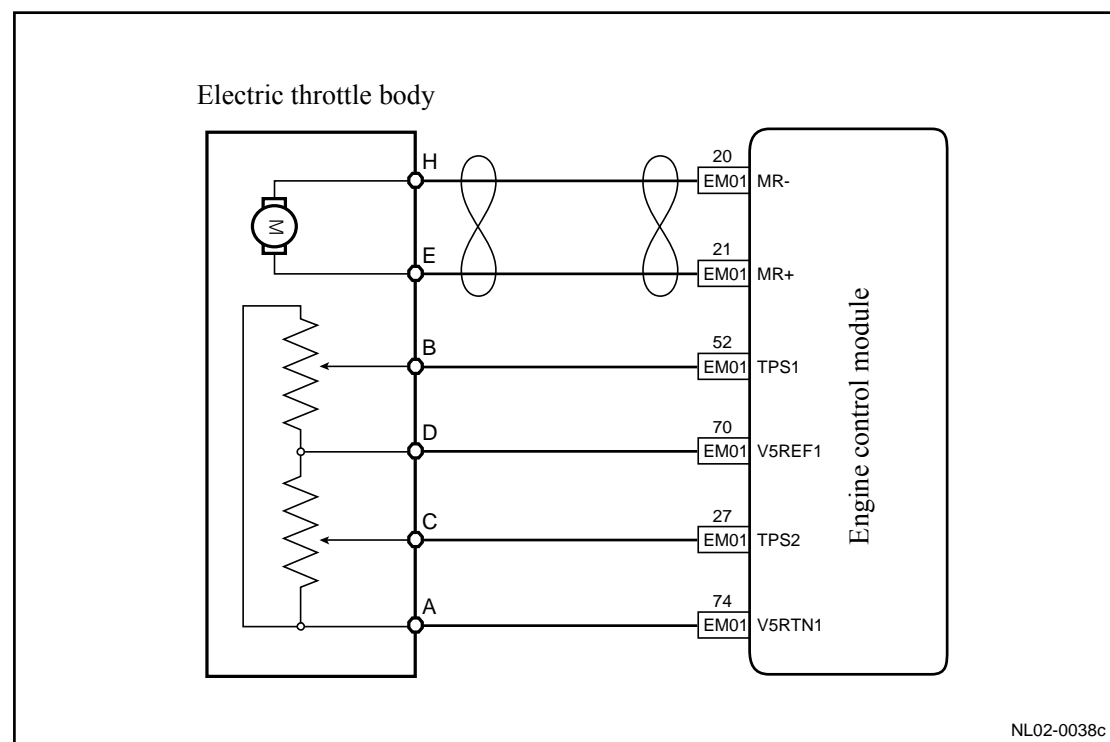 Electric throttle body
H
20
EM01 MR-
M
E
21
EM01 MR+
B
52
EM01 TPS1
D
70
EM01 V5REF1
C
27
EM01 TPS2
A
74
EM01 V5RTN1
Engine control module
NL02-0038c